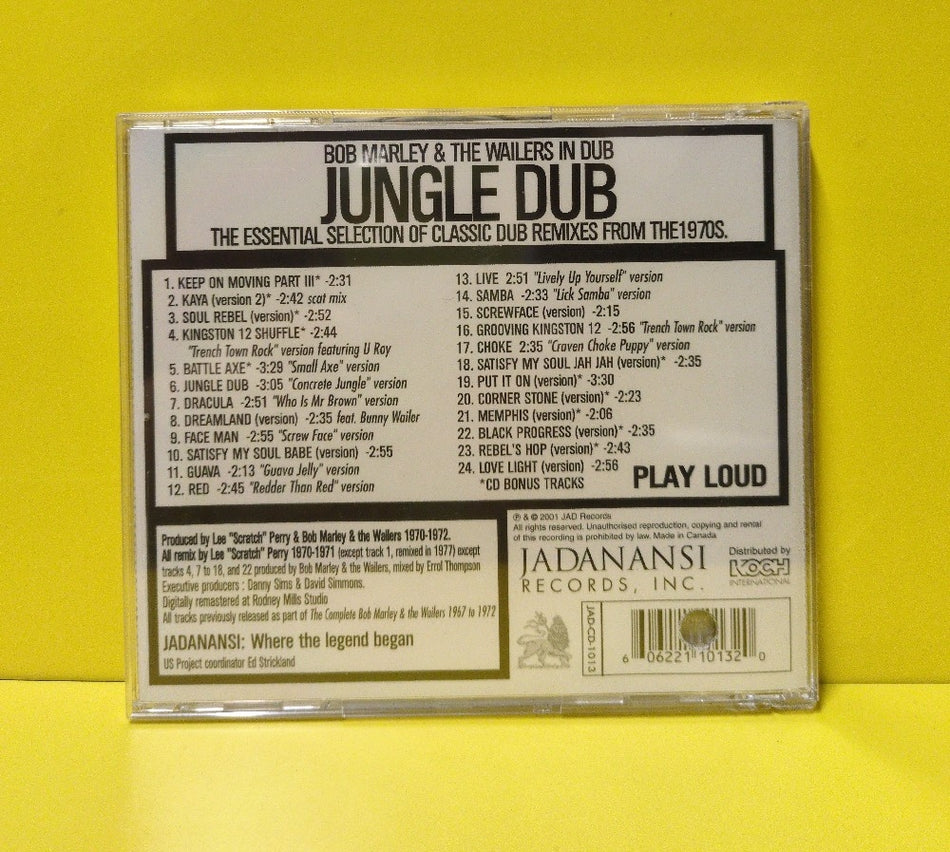 BOB MARLEY & THE WAILERS IN DUB
JUNGLE DUB
THE ESSENTIAL SELECTION OF CLASSIC DUB REMIXES FROM THE1970S.
1. KEEP ON MOVING PART III* -2:31
2. KAYA (version 2)* -2:42 scat mix
3. SOUL REBEL (version)* -2:52
4. KINGSTON 12 SHUFFLE* -2:44
"Trench Town Rock" version featuring U Roy
5. BATTLE AXE* -3:29 "Small Axe" version
6. JUNGLE DUB -3:05 "Concrete Jungle" version
7. DRACULA -2:51 "Who Is Mr Brown" version
8. DREAMLAND (version) -2:35 feat. Bunny Wailer
9. FACE MAN -2:55 "Screw Face" version
10. SATISFY MY SOUL BABE (version) -2:55
11. GUAVA -2:13 "Guava Jelly" version
12. RED -2:45 "Redder Than Red" version
13. LIVE 2:51 "Lively Up Yourself" version
14. SAMBA -2:33 "Lick Samba" version
15. SCREWFACE (version) -2:15
16. GROOVING KINGSTON 12 -2:56 "Trench Town Rock" version
17. CHOKE 2:35 "Craven Choke Puppy" version
18. SATISFY MY SOUL JAH JAH (version)* -2:35
19. PUT IT ON (version)* -3:30
20. CORNER STONE (version)* -2:23
21. MEMPHIS (version)* -2:06
22. BLACK PROGRESS (version)* -2:35
23. REBEL'S HOP (version)* -2:43
24. LOVE LIGHT (version) -2:56
*CD BONUS TRACKS
PLAY LOUD
Produced by Lee "Scratch" Perry & Bob Marley & the Wailers 1970-1972.
All remix by Lee "Scratch" Perry 1970-1971 (except track 1, remixed in 1977) except
tracks 4, 7 to 18, and 22 produced by Bob Marley & the Wailers, mixed by Errol Thompson
Executive producers : Danny Sims & David Simmons.
Digitally remastered at Rodney Mills Studio
All tracks previously released as part of The Complete Bob Marley & the Wailers 1967 to 1972
JADANANSI: Where the legend began
US Project coordinator Ed Strickland
℗ & © 2001 JAD Records
All rights reserved. Unauthorised reproduction, copying and rental
of this recording is prohibited by law. Made in Canada
JADANANSI
RECORDS, INC.
Distributed by
KOCH
INTERNATIONAL
JAD-CD-1013
6 06221 10132 0